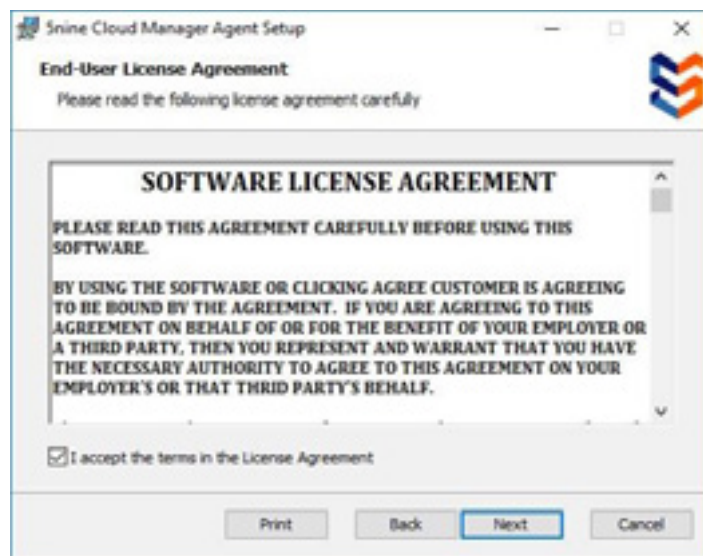 5nine Cloud Manager Agent Setup
End-User License Agreement
Please read the following license agreement carefully
SOFTWARE LICENSE AGREEMENT
PLEASE READ THIS AGREEMENT CAREFULLY BEFORE USING THIS
SOFTWARE.
BY USING THE SOFTWARE OR CLICKING AGREE CUSTOMER IS AGREEING
TO BE BOUND BY THE AGREEMENT. IF YOU ARE AGREEING TO THIS
AGREEMENT ON BEHALF OF OR FOR THE BENEFIT OF YOUR EMPLOYER OR
A THIRD PARTY, THEN YOU REPRESENT AND WARRANT THAT YOU HAVE
THE NECESSARY AUTHORITY TO AGREE TO THIS AGREEMENT ON YOUR
EMPLOYER'S OR THAT THRID PARTY'S BEHALF.
I accept the terms in the License Agreement
Print Back Next Cancel